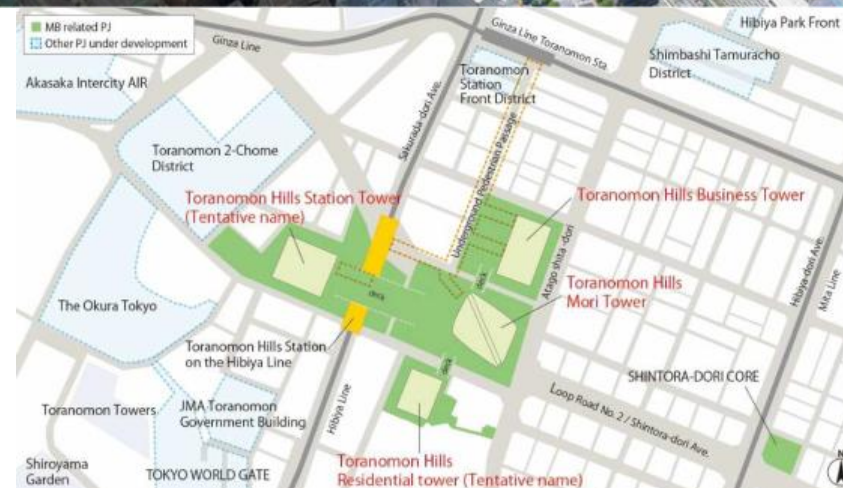 MB related PJ
Other PJ under development
Ginza Line
Ginza Line Toranomon Sta.
Hibiya Park Front
Akasaka Intercity AIR
Toranomon
Station
Front District
Shimbashi Tamuracho
District
Sakurada-dori Ave.
Toranomon 2-Chome
District
Underground Pedestrian Passage
Toranomon Hills Station Tower
(Tentative name)
Toranomon Hills Business Tower
Atago shita -dori
Hibiya-dori Ave.
Mita Line
deck
Toranomon Hills
Mori Tower
deck
The Okura Tokyo
Toranomon Hills Station
on the Hibiya Line
deck
SHINTORA-DORI CORE
Toranomon Towers
JMA Toranomon
Government Building
Hibiya Line
Loop Road No. 2 / Shintora-dori Ave.
Shiroyama
Garden
TOKYO WORLD GATE
Toranomon Hills
Residential tower (Tentative name)